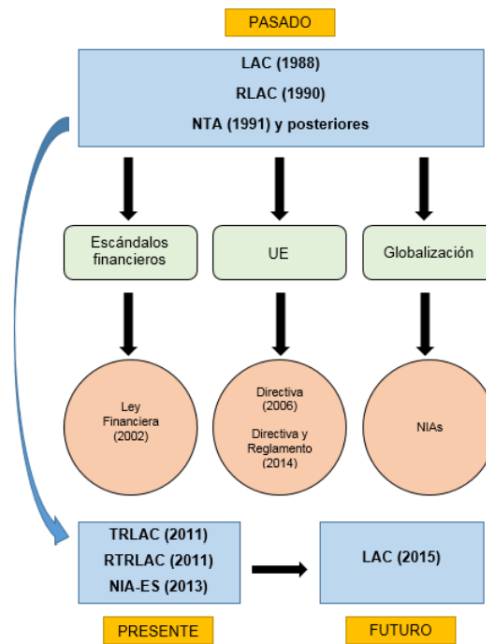 PASADO
LAC (1988)
RLAC (1990)
NTA (1991) y posteriores
Escándalos
financieros
UE
Globalización
Ley
Financiera
(2002)
Directiva
(2006)
Directiva y
Reglamento
(2014)
NIAs
TRLAC (2011)
RTRLAC (2011)
NIA-ES (2013)
LAC (2015)
PRESENTE
FUTURO